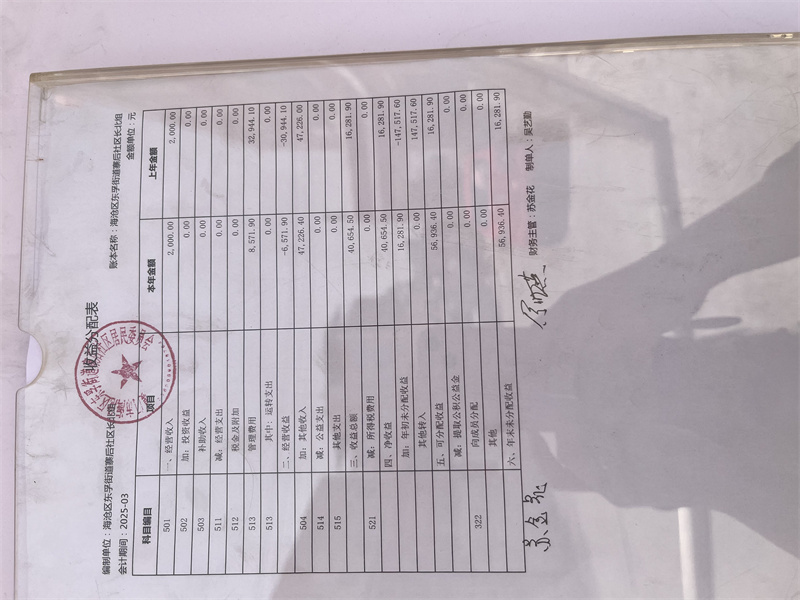 收益分配表
编制单位：海沧区东孚街道寨后社区长北组 账本名称：海沧区东孚街道寨后社区长北组
会计期间：2025-03 金额单位：元
科目编目 项目 本年金额 上年金额
501 一、经营收入 2,000.00 2,000.00
502 加：投资收益 0.00 0.00
503 补助收入 0.00 0.00
511 减：经营支出 0.00 0.00
512 税金及附加 0.00 0.00
513 管理费用 8,571.90 32,944.10
513 其中：运转支出 0.00 0.00
二、经营收益 -6,571.90 -30,944.10
504 加：其他收入 47,226.40 47,226.00
514 减：公益支出 0.00 0.00
515 其他支出 0.00 0.00
三、收益总额 40,654.50 16,281.90
521 减：所得税费用 0.00 0.00
四、净收益 40,654.50 16,281.90
加：年初未分配收益 16,281.90 -147,517.60
其他转入 0.00 147,517.60
五、可分配收益 56,936.40 16,281.90
减：提取公积公益金 0.00 0.00
322 向成员分配 0.00 0.00
其他 0.00 0.00
六、年末未分配收益 56,936.40 16,281.90
财务主管：苏金花 制单人：吴艺勤